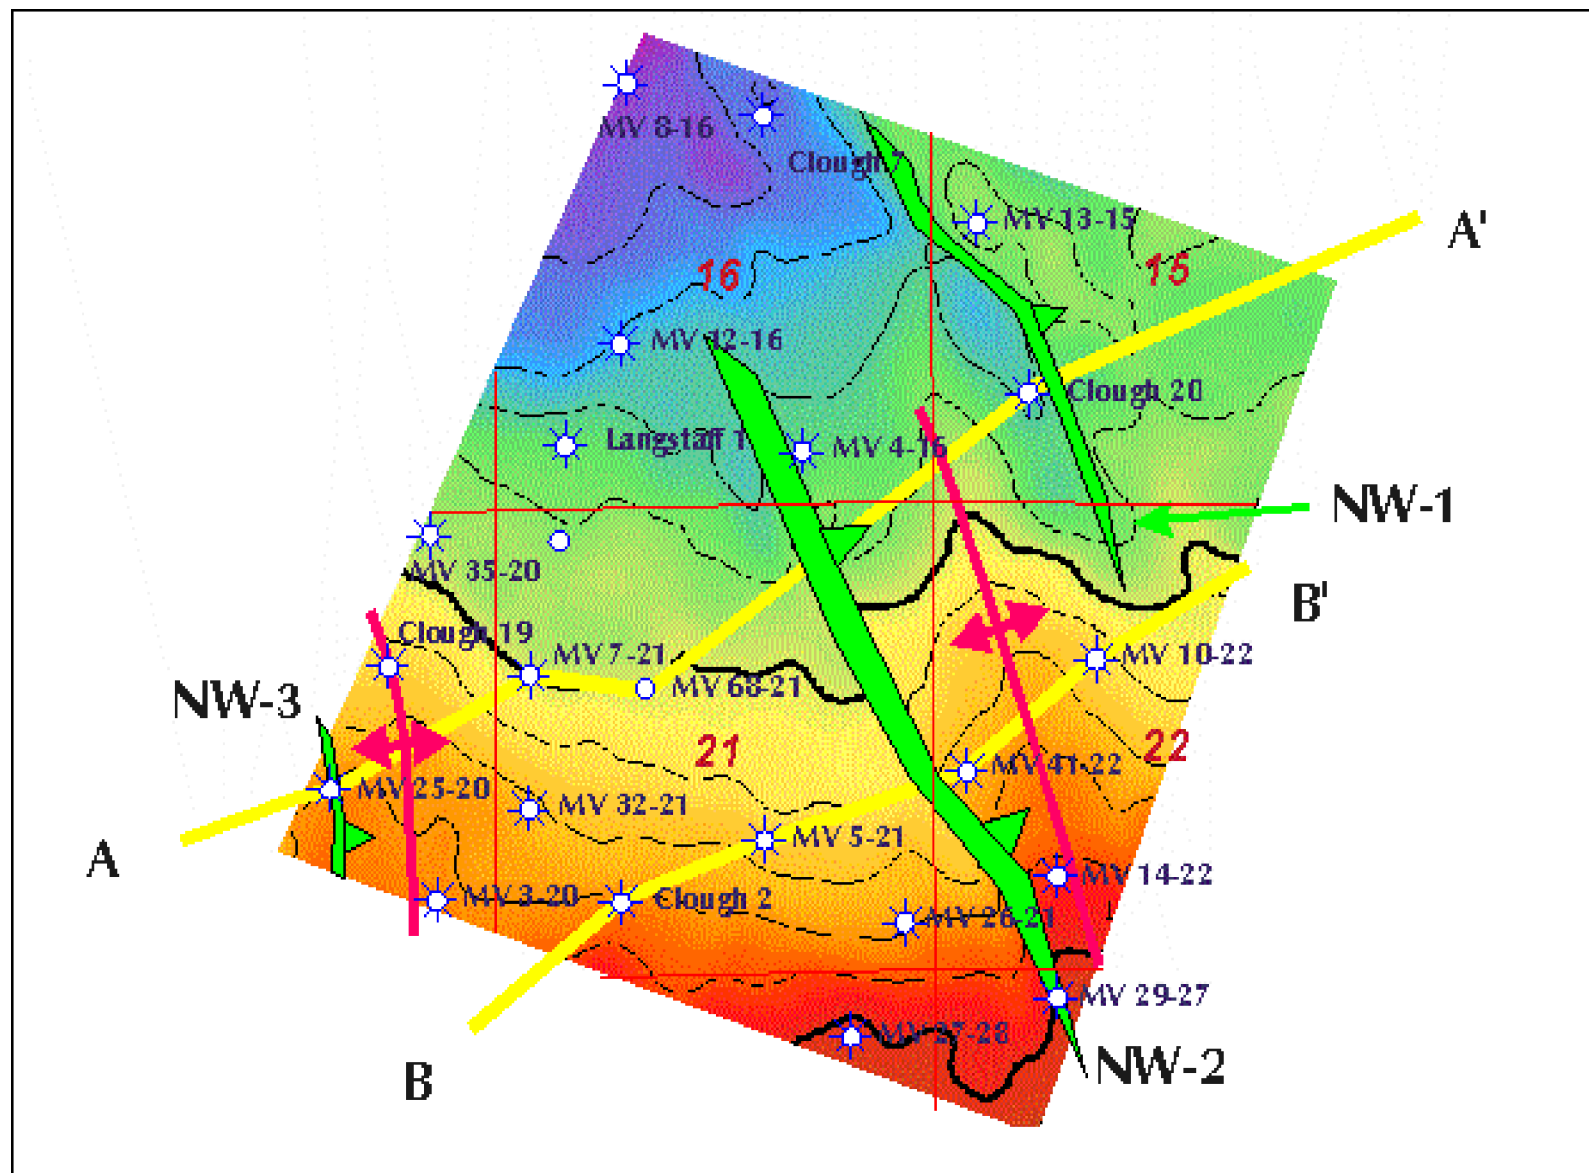 MV 8-16
Clough 7
MV 13-15
A'
16
15
MV 12-16
Clough 20
Langstaff 1
MV 4-16
NW-1
MV 35-20
B'
Clough 19
MV 7-21
MV 10-22
MV 68-21
NW-3
21
22
MV 41-22
MV 25-20
MV 32-21
MV 5-21
A
MV 14-22
MV 3-20
Clough 2
MV 26-21
MV 29-27
MV 27-28
B
NW-2